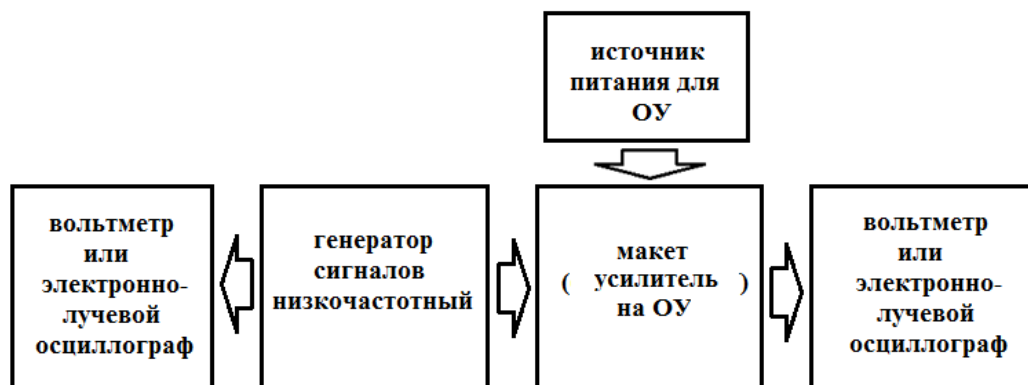 источник
питания для
ОУ
вольтметр
или
электронно-
лучевой
осциллограф
генератор
сигналов
низкочастотный
макет
( усилитель )
на ОУ
вольтметр
или
электронно-
лучевой
осциллограф